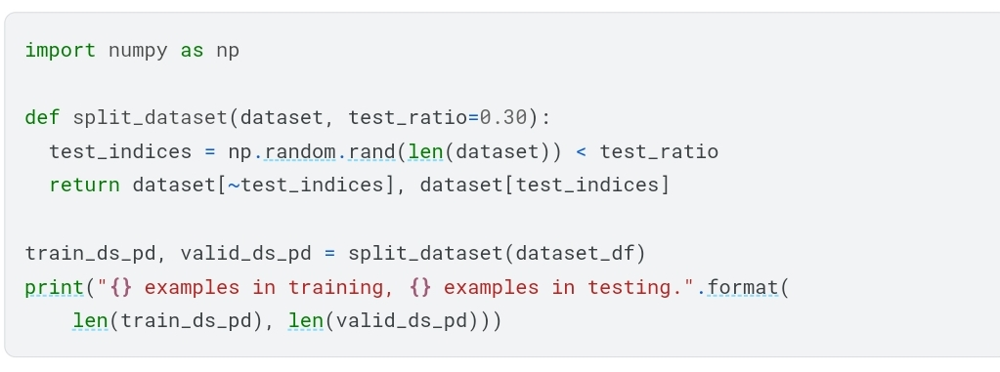 import numpy as np
def split_dataset(dataset, test_ratio=0.30):
  test_indices = np.random.rand(len(dataset)) < test_ratio
  return dataset[~test_indices], dataset[test_indices]
train_ds_pd, valid_ds_pd = split_dataset(dataset_df)
print("{} examples in training, {} examples in testing.".format(
    len(train_ds_pd), len(valid_ds_pd)))